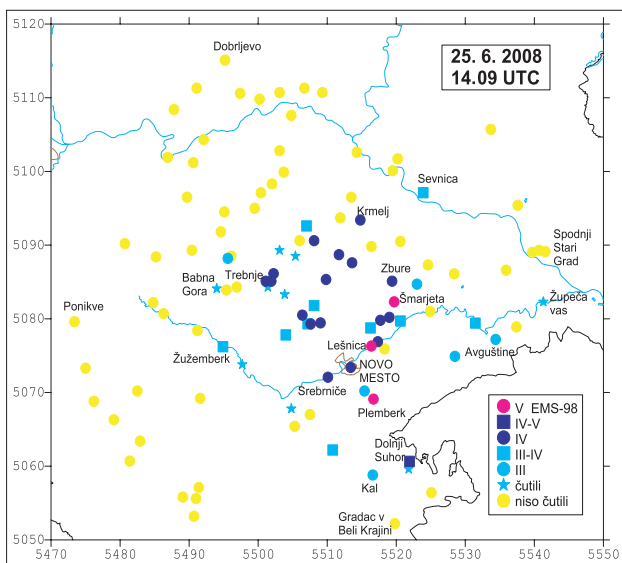 5120
5110
5100
5090
5080
5070
5060
5050
5470
5480
5490
5500
5510
5520
5530
5540
5550
25. 6. 2008
14.09 UTC
Dobrljevo
Sevnica
Krmelj
Spodnji
Stari
Grad
Zbure
Trebnje
Babna
Gora
Šmarjeta
Župeča
vas
Ponikve
Lešnica
Avguštine
Žužemberk
NOVO
MESTO
Srebrniče
Plemberk
Dolnji
Suhor
Kal
Gradac v
Beli Krajini
V EMS-98
IV-V
IV
III-IV
III
čutili
niso čutili